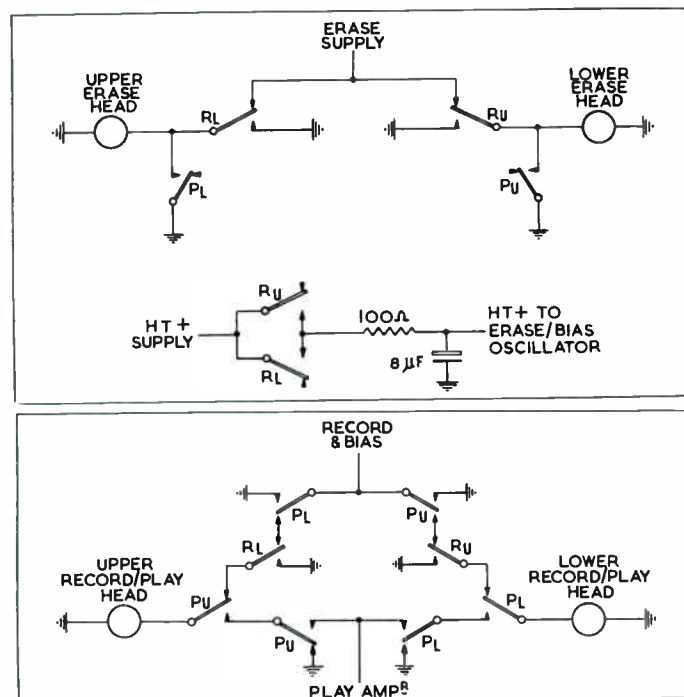 ERASE
SUPPLY
UPPER
ERASE
HEAD
LOWER
ERASE
HEAD
RL
RU
PL
PU
RU
HT+
SUPPLY
100Ω
HT+ TO
ERASE/BIAS
OSCILLATOR
8 µF
RL
RECORD
& BIAS
PL
PU
RL
RU
UPPER
RECORD/PLAY
HEAD
LOWER
RECORD/PLAY
HEAD
PU
PL
PU
PL
PLAY AMPR